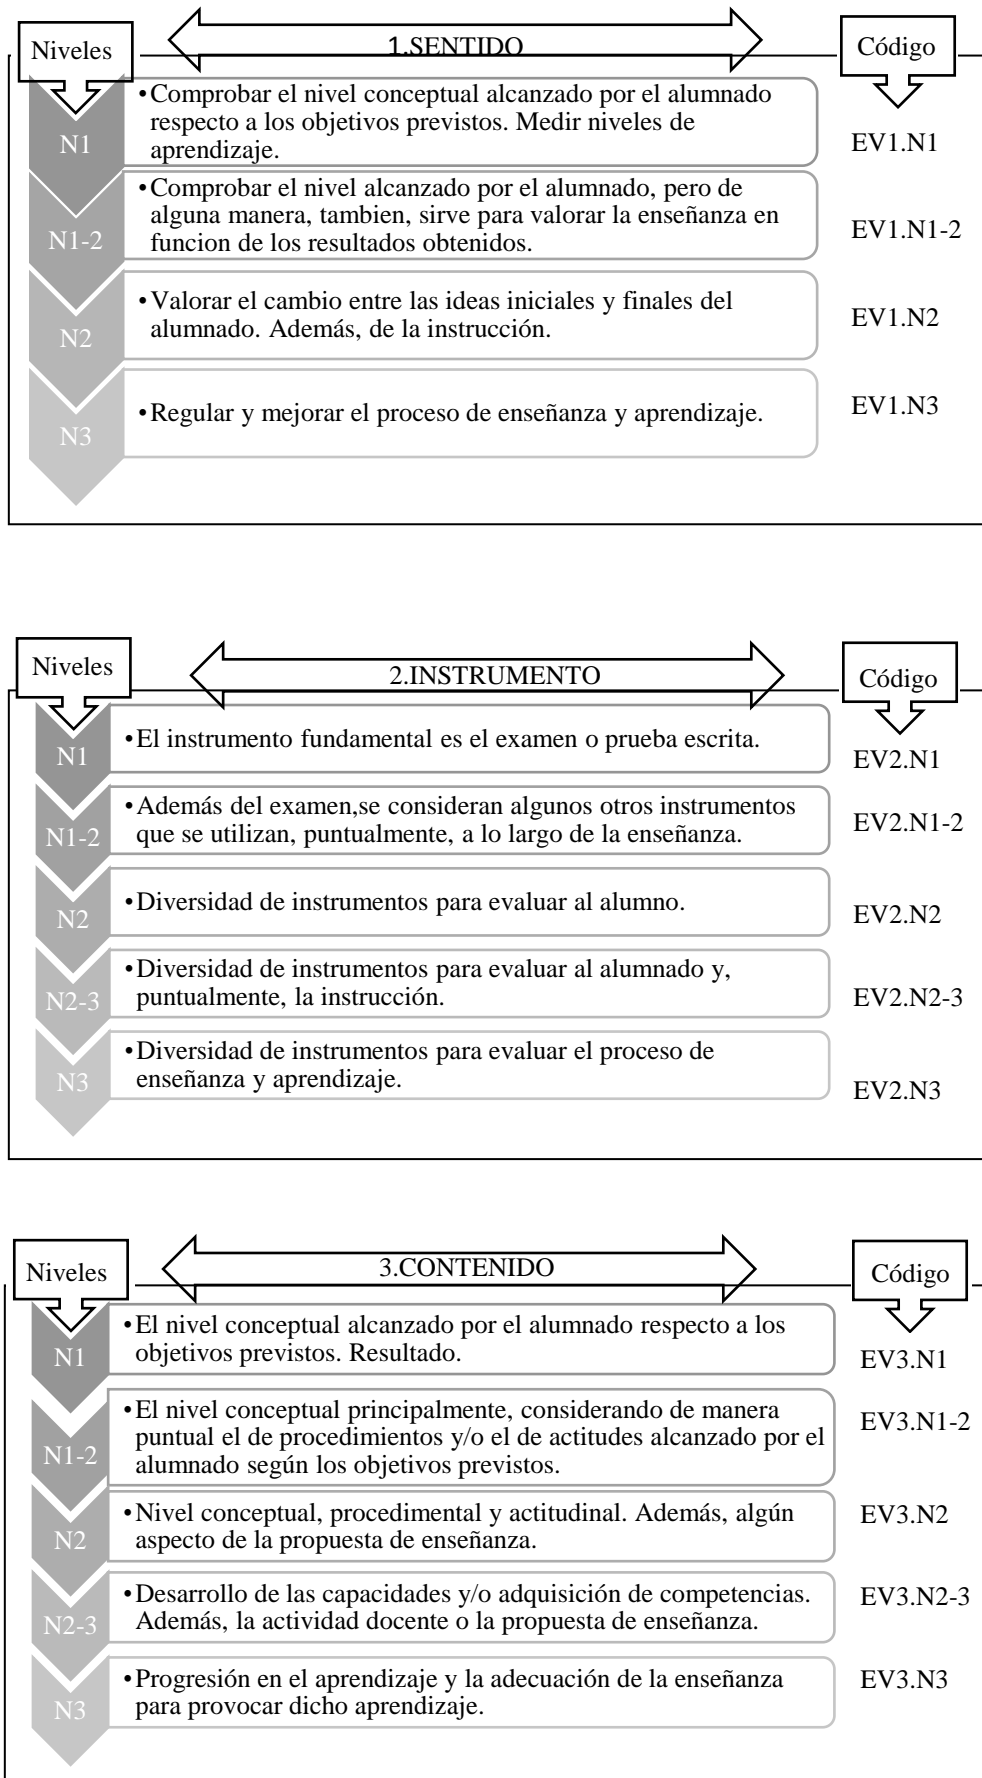 Niveles
1.SENTIDO
Código
N1
•Comprobar el nivel conceptual alcanzado por el alumnado
respecto a los objetivos previstos. Medir niveles de
aprendizaje.
EV1.N1
N1-2
•Comprobar el nivel alcanzado por el alumnado, pero de
alguna manera, tambien, sirve para valorar la enseñanza en
funcion de los resultados obtenidos.
EV1.N1-2
N2
•Valorar el cambio entre las ideas iniciales y finales del
alumnado. Además, de la instrucción.
EV1.N2
N3
•Regular y mejorar el proceso de enseñanza y aprendizaje.
EV1.N3
Niveles
2.INSTRUMENTO
Código
N1
•El instrumento fundamental es el examen o prueba escrita.
EV2.N1
N1-2
•Además del examen,se consideran algunos otros instrumentos
que se utilizan, puntualmente, a lo largo de la enseñanza.
EV2.N1-2
N2
•Diversidad de instrumentos para evaluar al alumno.
EV2.N2
N2-3
•Diversidad de instrumentos para evaluar al alumnado y,
puntualmente, la instrucción.
EV2.N2-3
N3
•Diversidad de instrumentos para evaluar el proceso de
enseñanza y aprendizaje.
EV2.N3
Niveles
3.CONTENIDO
Código
N1
•El nivel conceptual alcanzado por el alumnado respecto a los
objetivos previstos. Resultado.
EV3.N1
N1-2
•El nivel conceptual principalmente, considerando de manera
puntual el de procedimientos y/o el de actitudes alcanzado por el
alumnado según los objetivos previstos.
EV3.N1-2
N2
•Nivel conceptual, procedimental y actitudinal. Además, algún
aspecto de la propuesta de enseñanza.
EV3.N2
N2-3
•Desarrollo de las capacidades y/o adquisición de competencias.
Además, la actividad docente o la propuesta de enseñanza.
EV3.N2-3
N3
•Progresión en el aprendizaje y la adecuación de la enseñanza
para provocar dicho aprendizaje.
EV3.N3